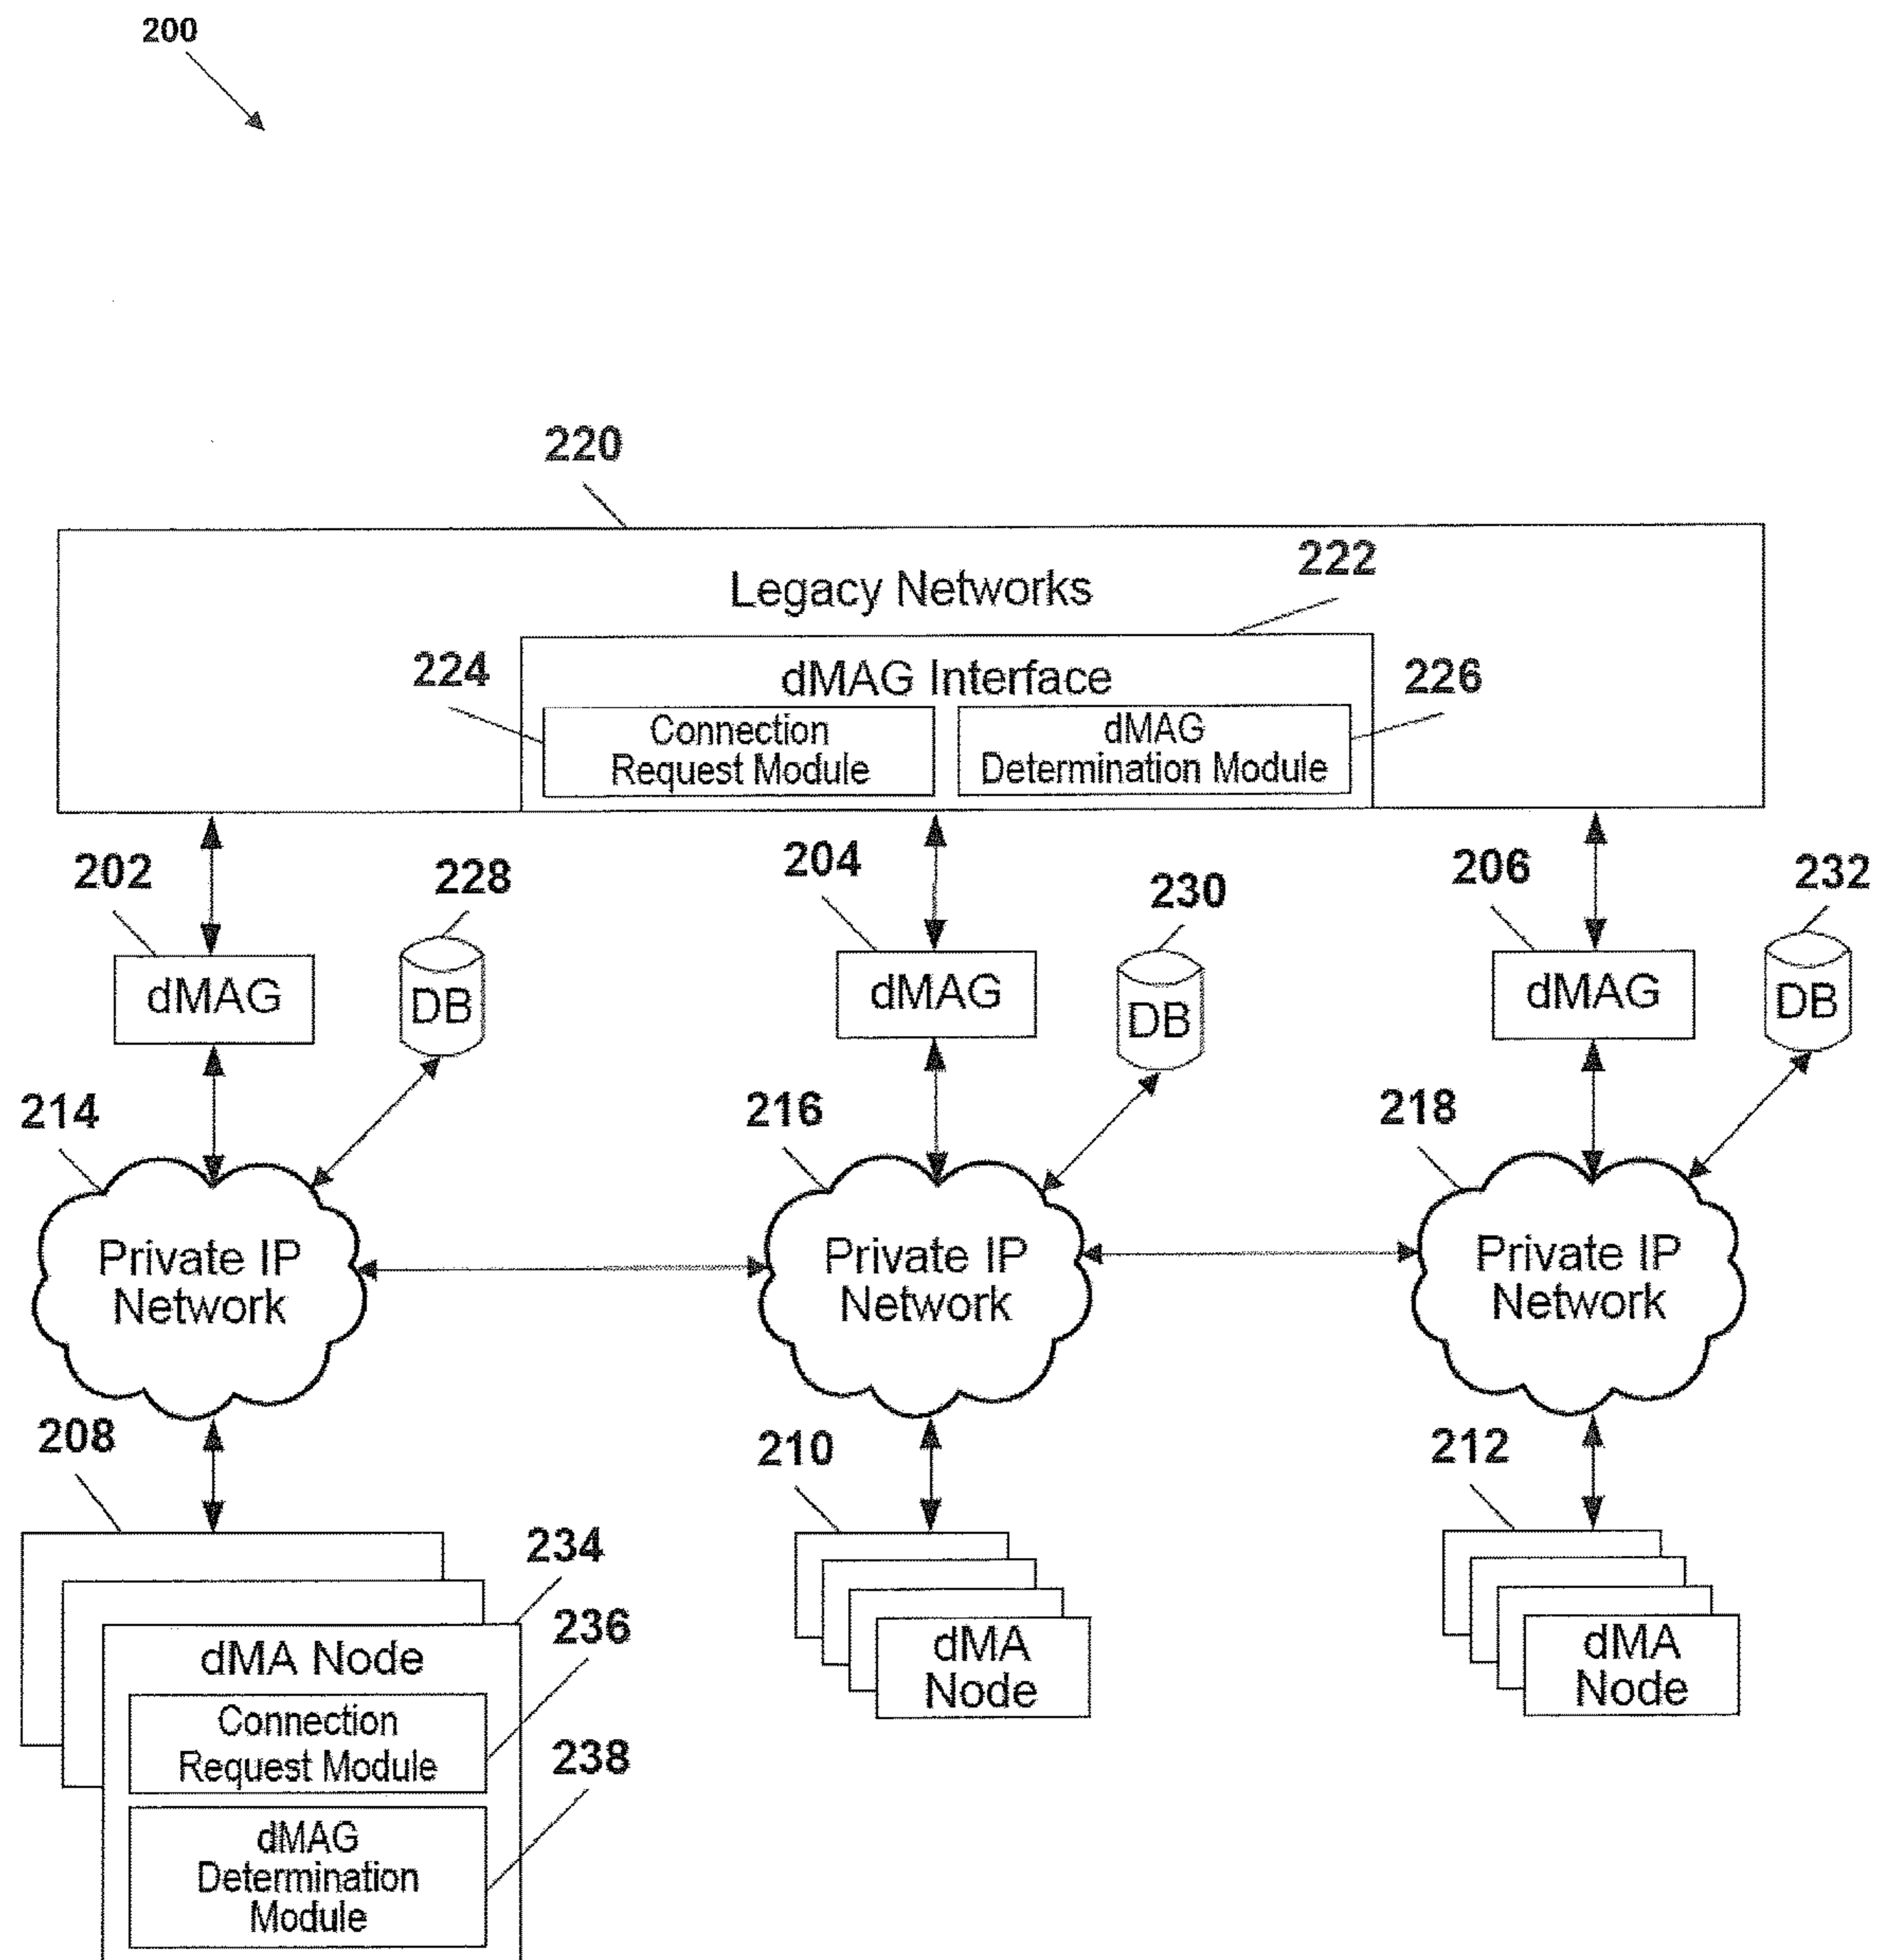 200
220
222
Legacy Networks
224
dMAG Interface
226
Connection
Request Module
dMAG
Determination Module
202
228
204
230
206
232
dMAG
DB
dMAG
DB
dMAG
DB
214
216
218
Private IP
Network
Private IP
Network
Private IP
Network
208
210
212
234
dMA Node
236
Connection
Request Module
238
dMAG
Determination
Module
dMA
Node
dMA
Node